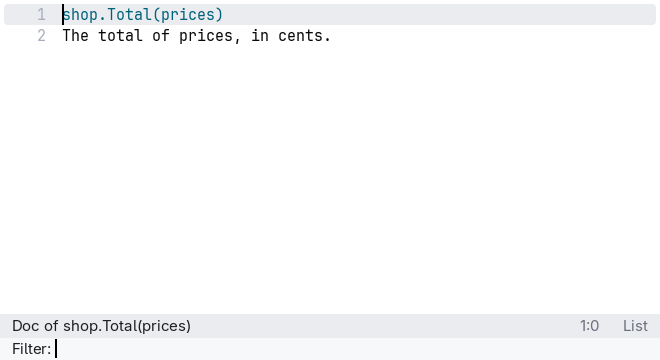 1 shop.Total(prices)
2 The total of prices, in cents.
Doc of shop.Total(prices) 1:0 List
Filter: